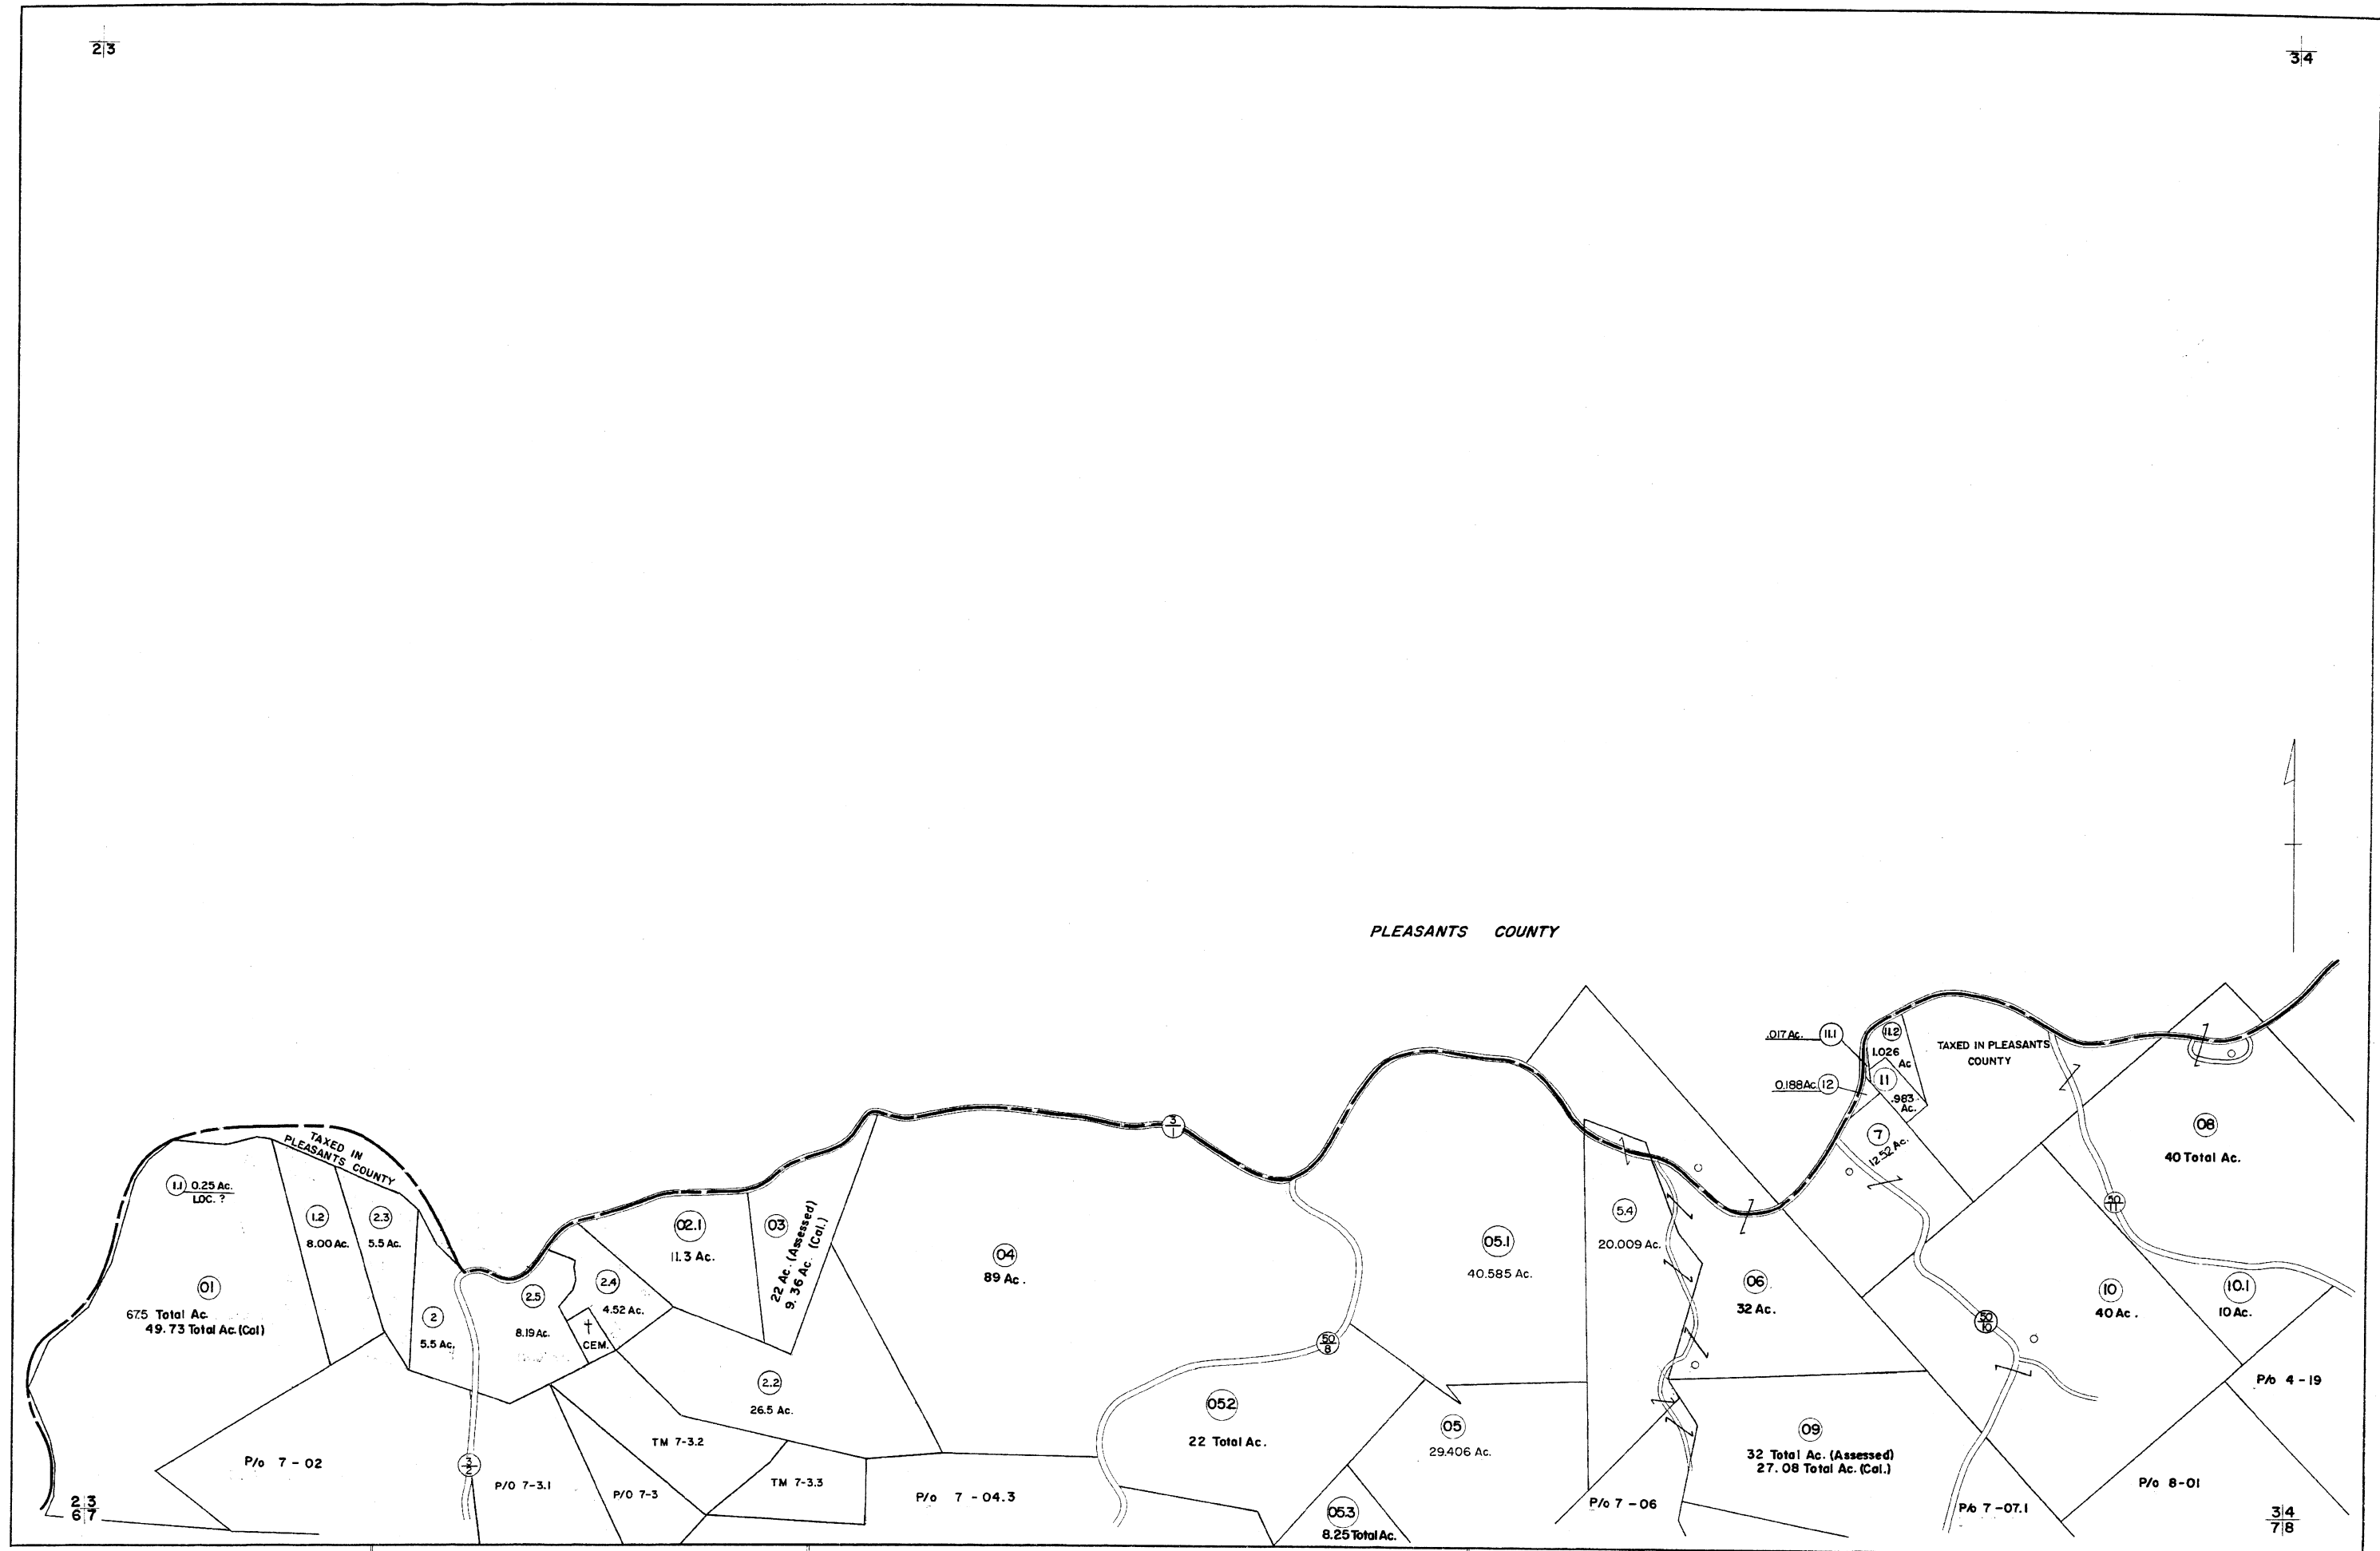 2 3
3 4
PLEASANTS COUNTY
.017 Ac. 11.1
11.2
1.026
Ac
TAXED IN PLEASANTS
COUNTY
0.188 Ac. 12
11
.983
Ac.
7
12.52 Ac.
08
40 Total Ac.
TAXED IN
PLEASANTS COUNTY
3
1
1.1 0.25 Ac.
LOC. ?
1.2
8.00 Ac.
2.3
5.5 Ac.
01
67.5 Total Ac.
49.73 Total Ac. (Cal)
2
5.5 Ac.
2.5
8.19 Ac.
2.4
4.52 Ac.
CEM.
02.1
11.3 Ac.
03
22 Ac. (Assessed)
9.36 Ac. (Cal.)
04
89 Ac.
05.1
40.585 Ac.
5.4
20.009 Ac.
06
32 Ac.
50
11
50
10
10
40 Ac.
10.1
10 Ac.
50
8
2.2
26.5 Ac.
05.2
22 Total Ac.
05
29.406 Ac.
09
32 Total Ac. (Assessed)
27.08 Total Ac. (Cal.)
P/o 4-19
P/o 7-02
3
2
P/O 7-3.1
P/O 7-3
TM 7-3.2
TM 7-3.3
P/o 7-04.3
05.3
8.25 Total Ac.
P/o 7-06
P/o 7-07.1
P/o 8-01
2 3
6 7
3 4
7 8